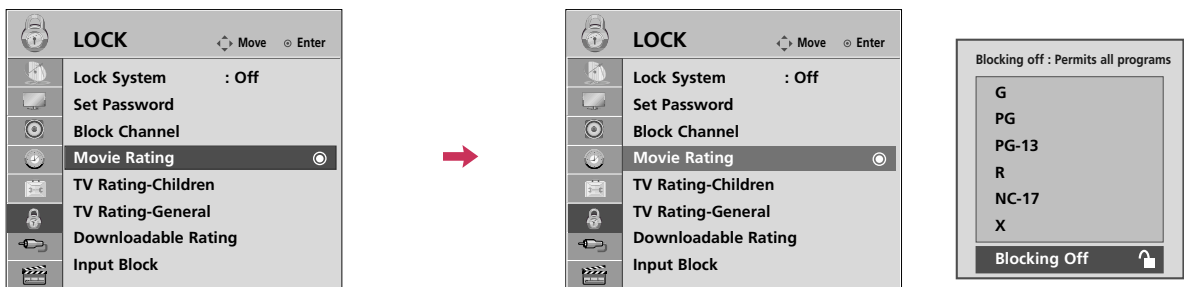 LOCK Move Enter
Lock System : Off
Set Password
Block Channel
Movie Rating
TV Rating-Children
TV Rating-General
Downloadable Rating
Input Block
LOCK Move Enter
Lock System : Off
Set Password
Block Channel
Movie Rating
TV Rating-Children
TV Rating-General
Downloadable Rating
Input Block
Blocking off : Permits all programs
G
PG
PG-13
R
NC-17
X
Blocking Off